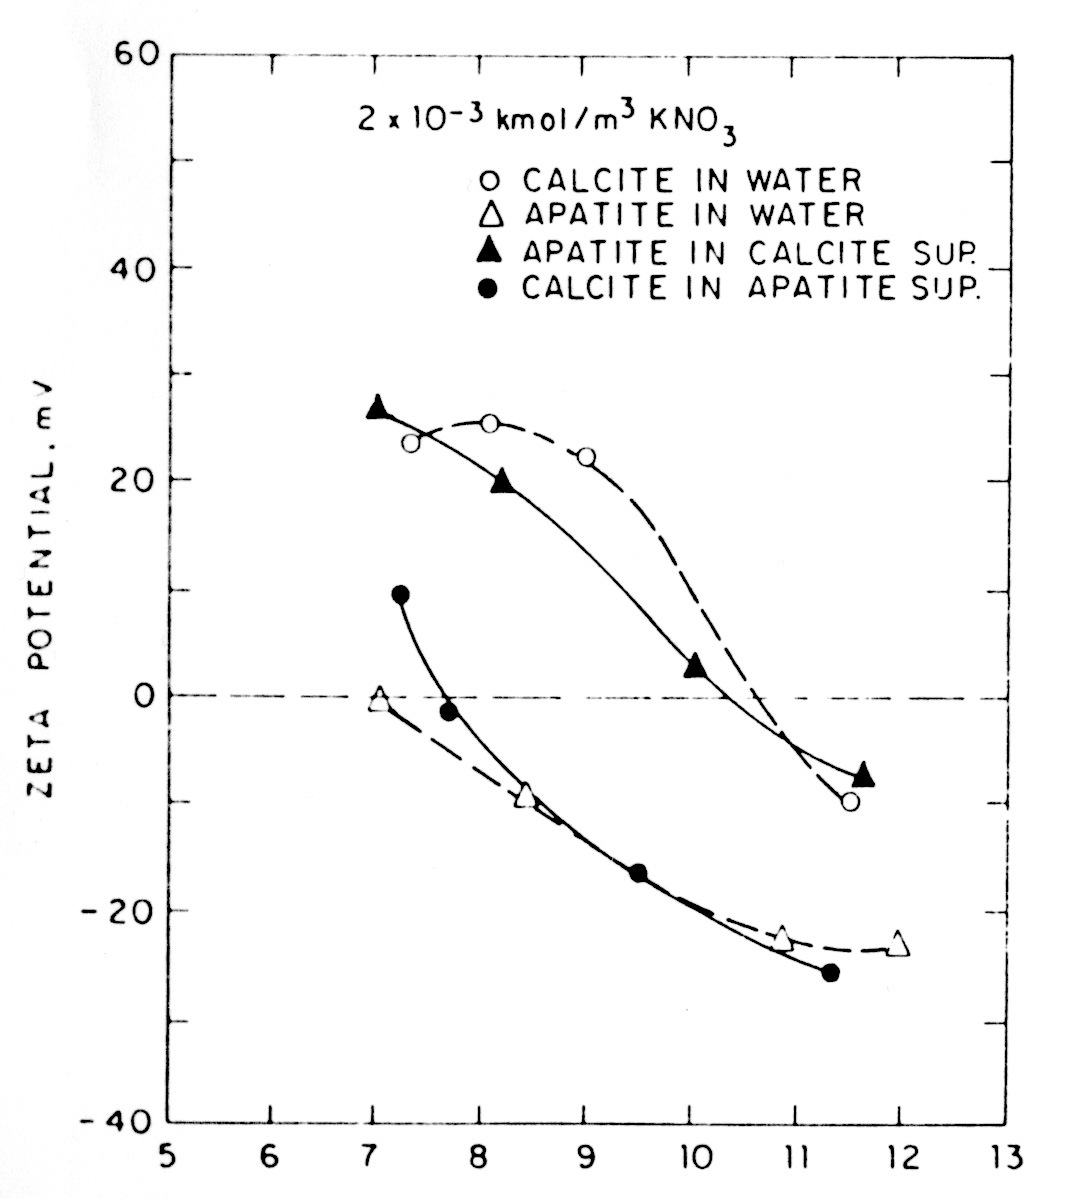 60
2 x 10⁻³ kmol/m³ KNO₃
CALCITE IN WATER
APATITE IN WATER
APATITE IN CALCITE SUP.
CALCITE IN APATITE SUP.
40
20
0
-20
-40
ZETA POTENTIAL, mV
5 6 7 8 9 10 11 12 13